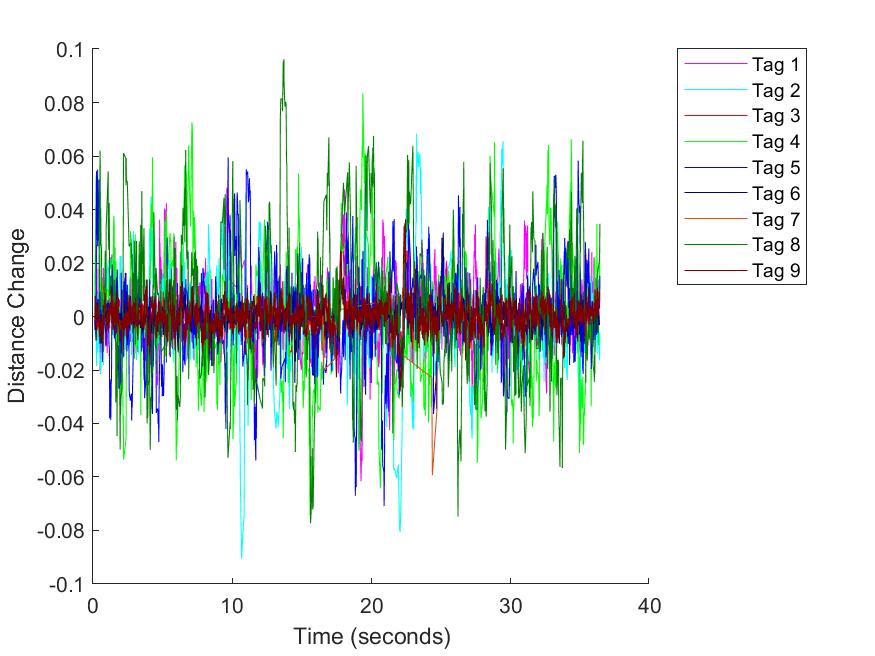 0.1
0.08
0.06
0.04
0.02
0
-0.02
-0.04
-0.06
-0.08
-0.1
Distance Change
0 10 20 30 40
Time (seconds)
Tag 1
Tag 2
Tag 3
Tag 4
Tag 5
Tag 6
Tag 7
Tag 8
Tag 9